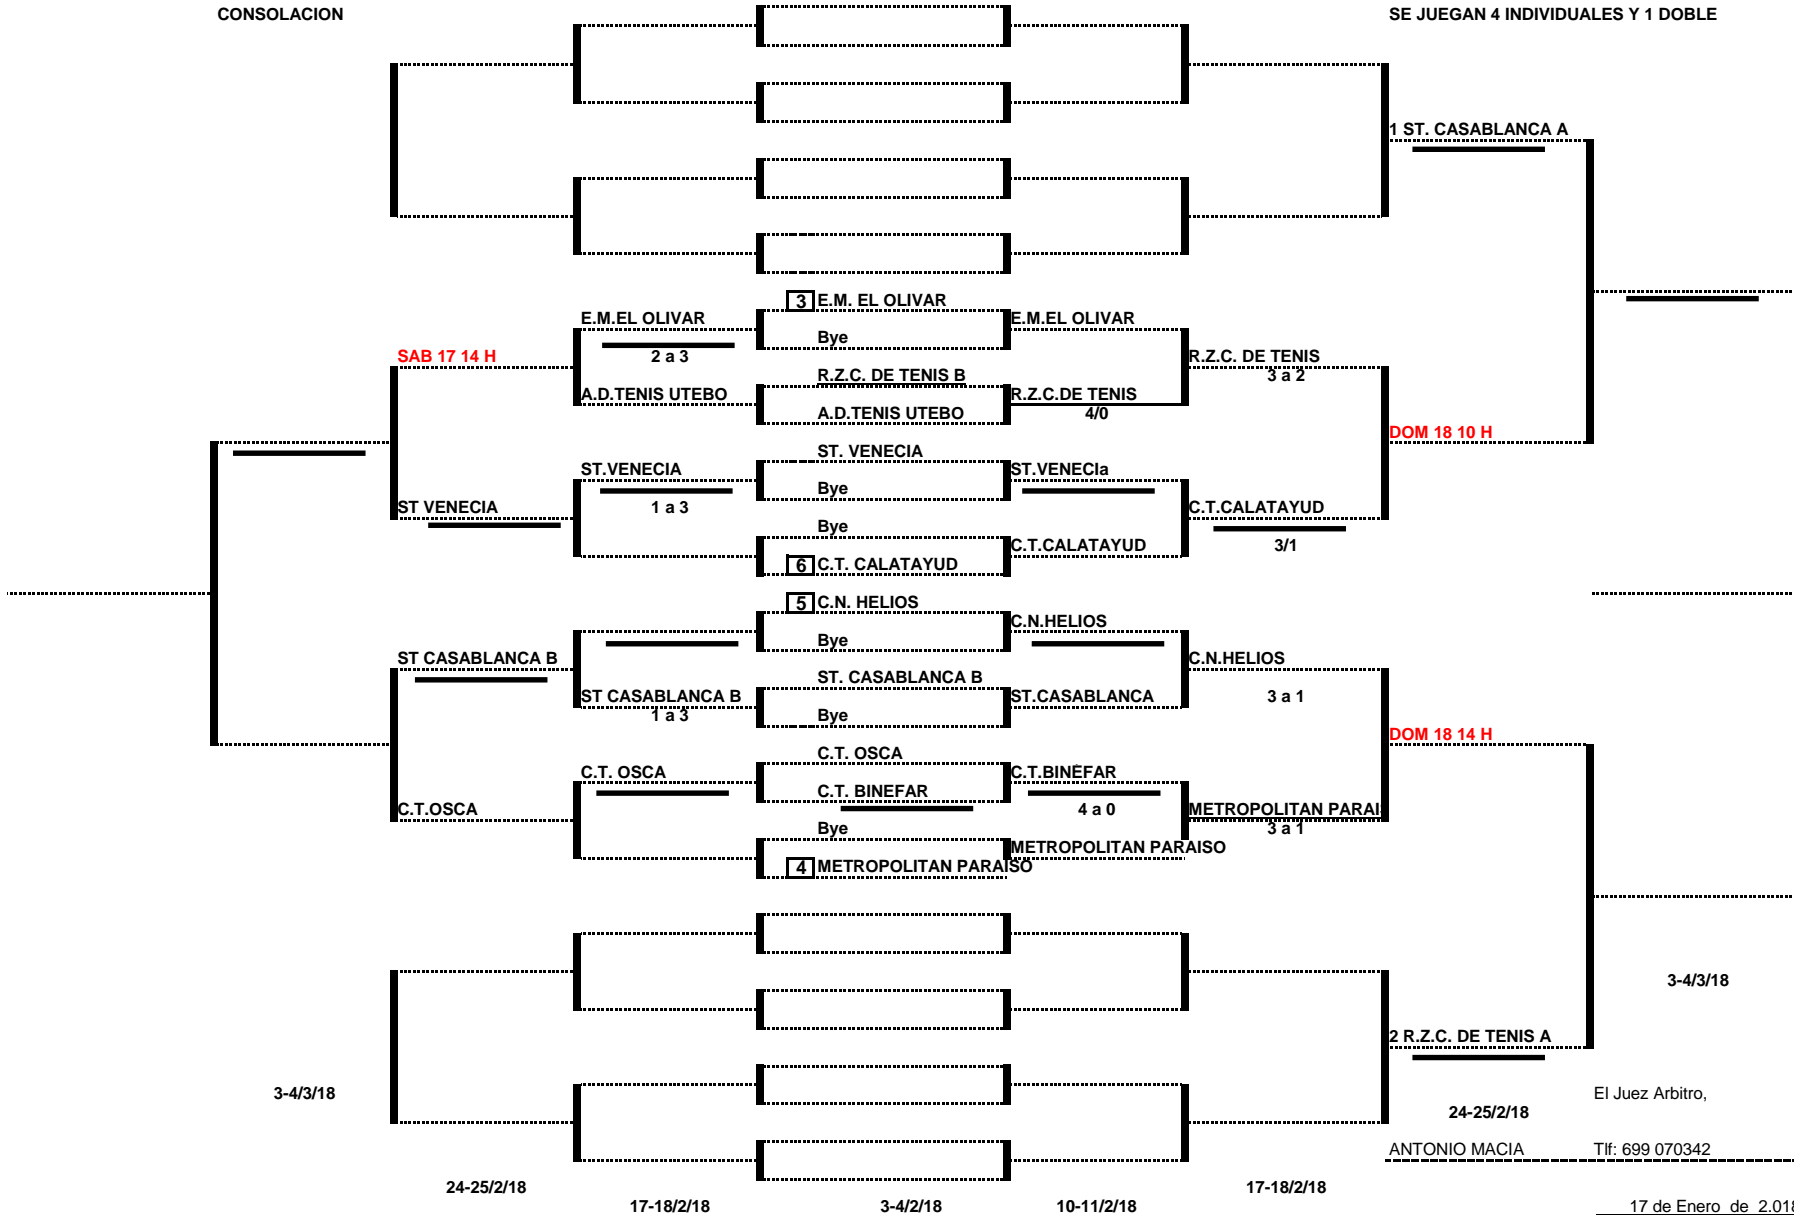 CONSOLACION
SE JUEGAN 4 INDIVIDUALES Y 1 DOBLE
1 ST. CASABLANCA A
3 E.M. EL OLIVAR
E.M.EL OLIVAR
E.M.EL OLIVAR
Bye
SAB 17 14 H
2 a 3
R.Z.C. DE TENIS
3 a 2
R.Z.C. DE TENIS B
A.D.TENIS UTEBO
R.Z.C.DE TENIS
A.D.TENIS UTEBO
4/0
DOM 18 10 H
ST. VENECIA
ST.VENECIA
ST.VENECIa
Bye
ST VENECIA
1 a 3
C.T.CALATAYUD
Bye
C.T.CALATAYUD
3/1
6 C.T. CALATAYUD
5 C.N. HELIOS
C.N.HELIOS
Bye
ST CASABLANCA B
C.N.HELIOS
ST. CASABLANCA B
ST CASABLANCA B
ST.CASABLANCA
3 a 1
1 a 3
Bye
DOM 18 14 H
C.T. OSCA
C.T. OSCA
C.T.BINEFAR
C.T. BINEFAR
C.T.OSCA
4 a 0
METROPOLITAN PARAI
Bye
3 a 1
METROPOLITAN PARAISO
4 METROPOLITAN PARAISO
3-4/3/18
2 R.Z.C. DE TENIS A
3-4/3/18
El Juez Arbitro,
24-25/2/18
ANTONIO MACIA
Tlf: 699 070342
24-25/2/18
17-18/2/18
17-18/2/18
3-4/2/18
10-11/2/18
17 de Enero de 2.018